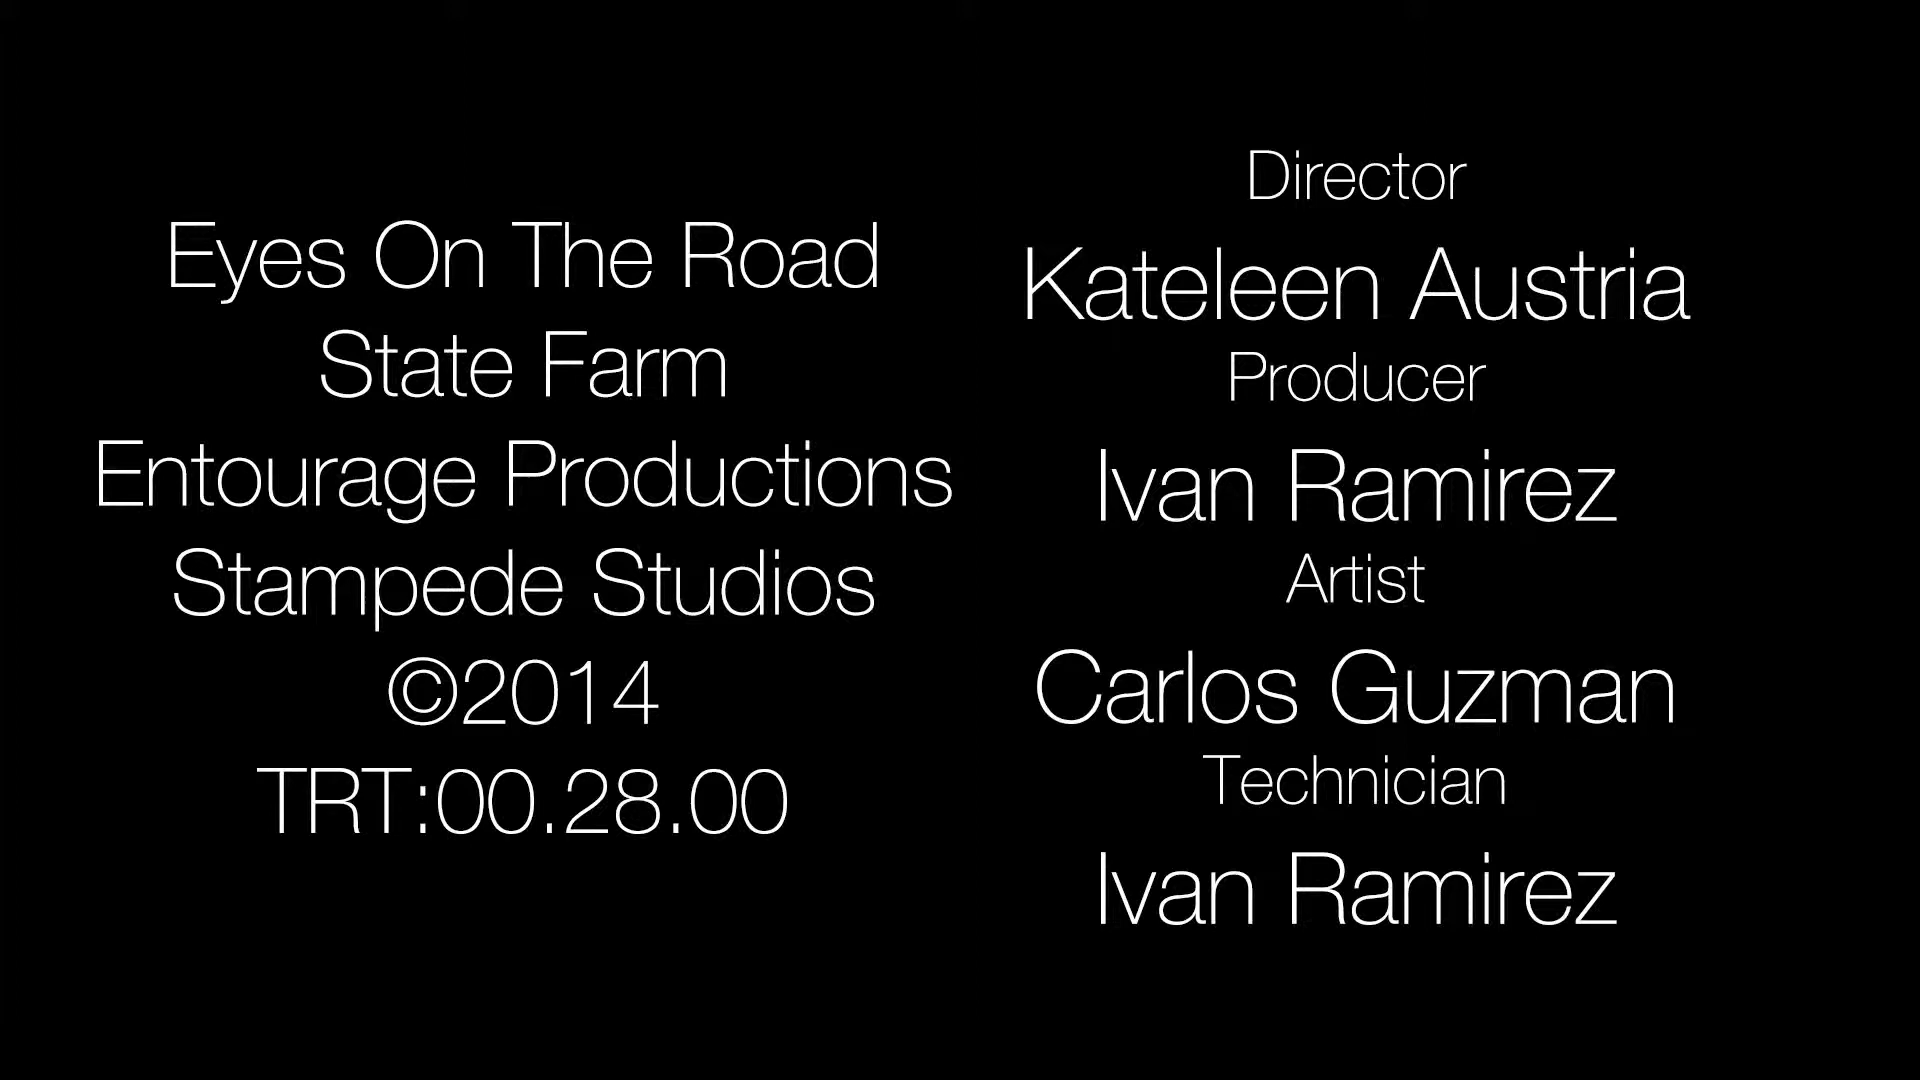 Eyes On The Road
State Farm
Entourage Productions
Stampede Studios
©2014
TRT:00.28.00
Director
Kateleen Austria
Producer
Ivan Ramirez
Artist
Carlos Guzman
Technician
Ivan Ramirez